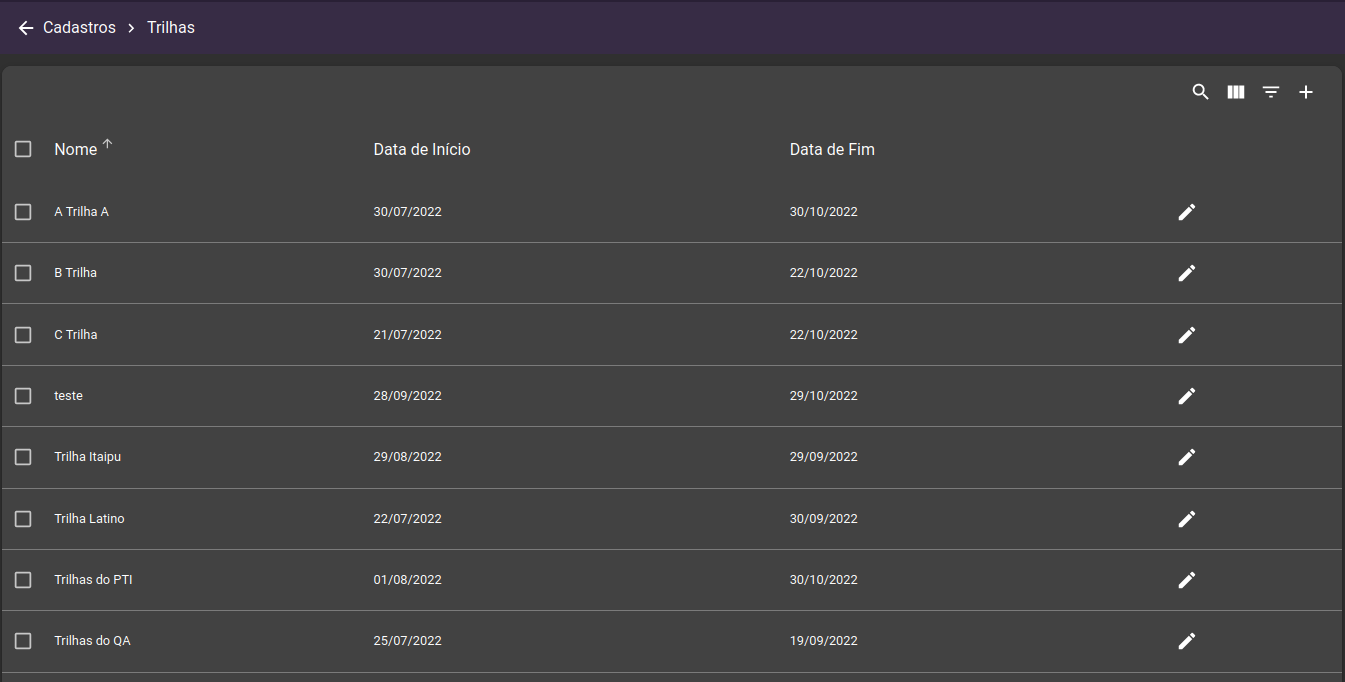 Cadastros > Trilhas
Nome Data de Início Data de Fim
A Trilha A 30/07/2022 30/10/2022
B Trilha 30/07/2022 22/10/2022
C Trilha 21/07/2022 22/10/2022
teste 28/09/2022 29/10/2022
Trilha Itaipu 29/08/2022 29/09/2022
Trilha Latino 22/07/2022 30/09/2022
Trilhas do PTI 01/08/2022 30/10/2022
Trilhas do QA 25/07/2022 19/09/2022